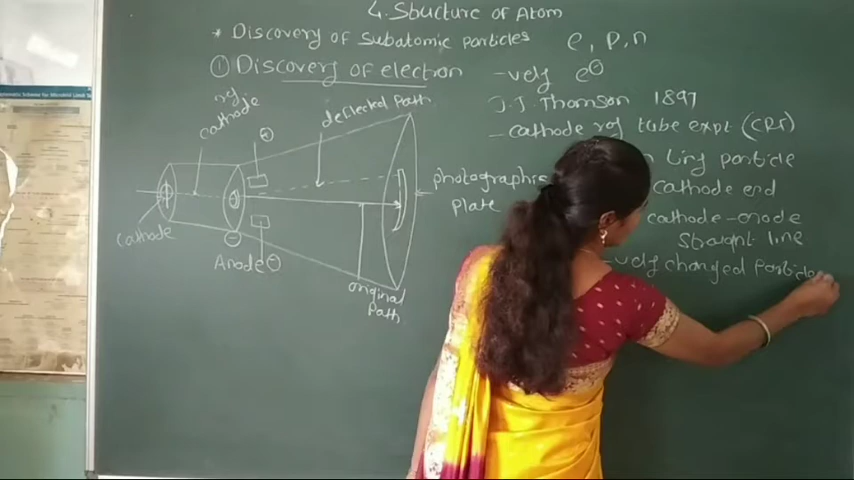 4. Structure of Atom
* Discovery of subatomic particles e, p, n
① Discovery of electron -vely e⊖
J.J. Thomson 1897
- cathode ray tube expt (CRT)
tiny particle
cathode end
cathode-anode
straight line
-vely charged particle
ray
cathode
⊕
deflected path
photographic
plate
cathode
⊖
Anode ⊖
original
path